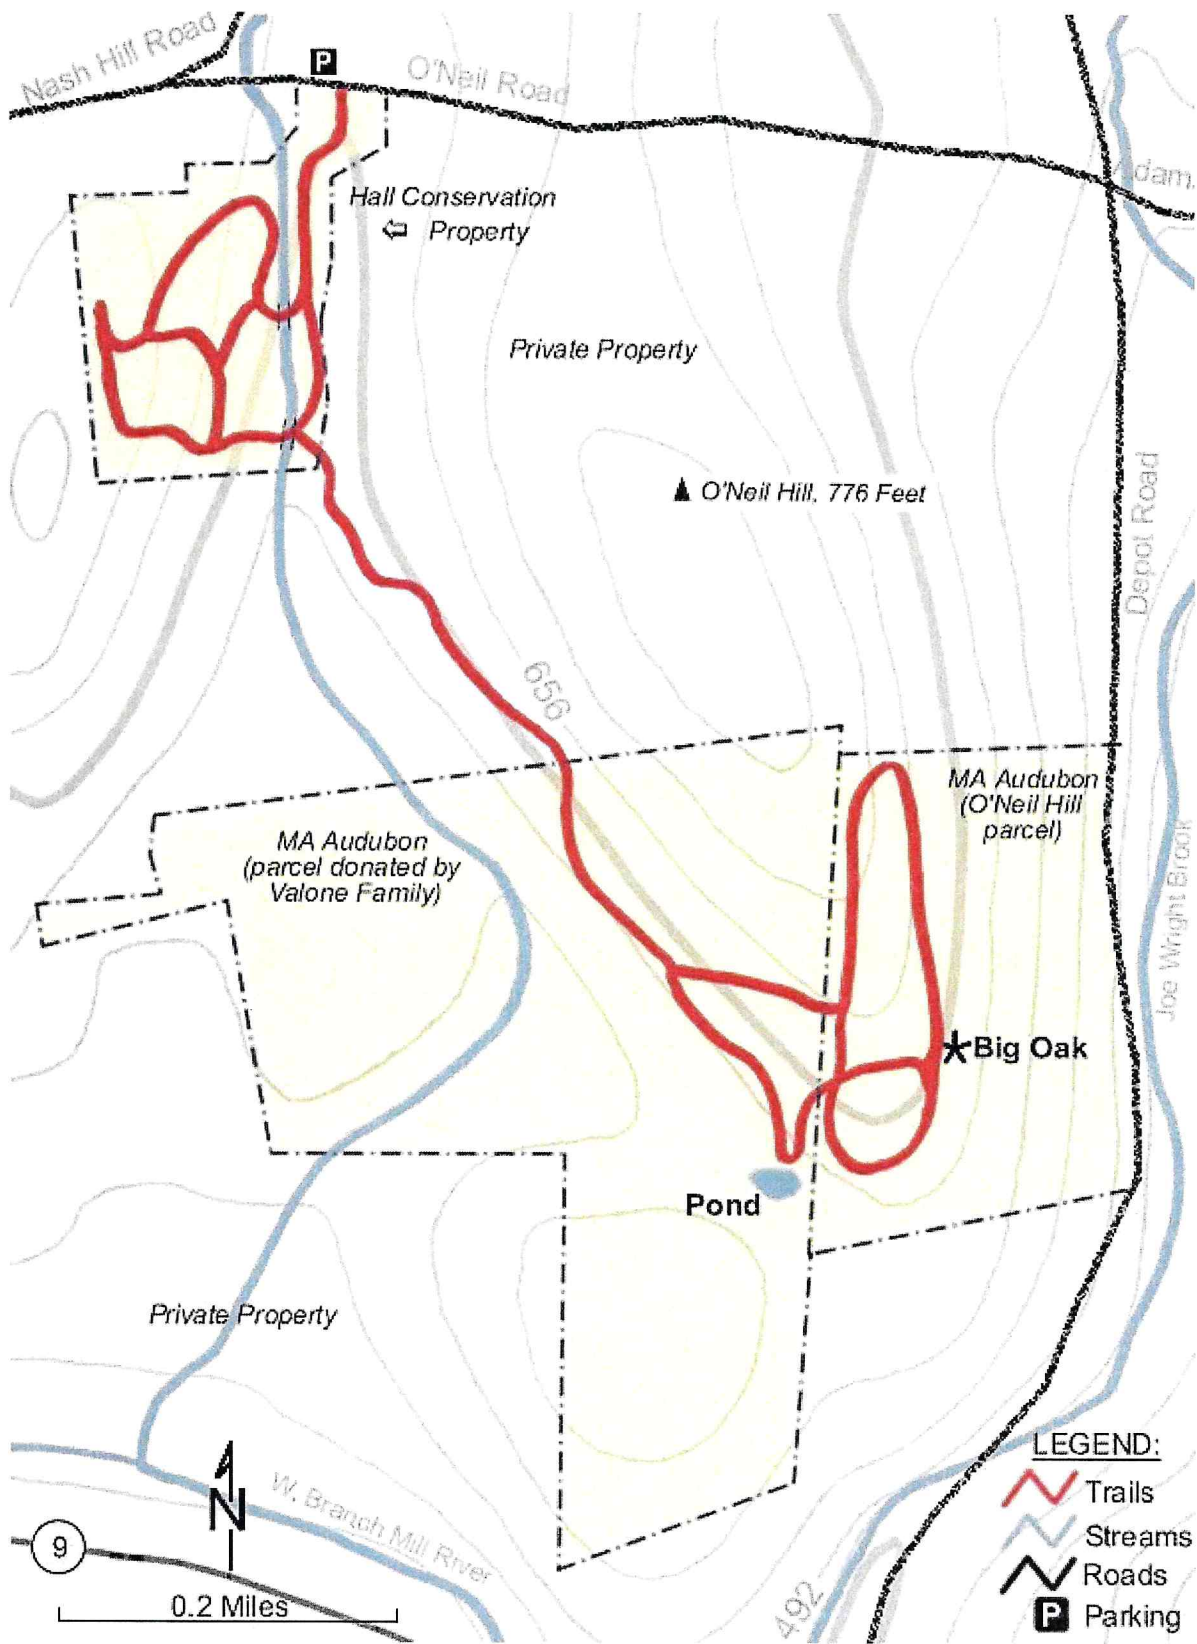 Nash Hill Road
P
O'Neil Road
Hall Conservation
Property
Private Property
O'Neil Hill, 776 Feet
Depot Road
656
MA Audubon
(O'Neil Hill
parcel)
MA Audubon
(parcel donated by
Valone Family)
Joe Wright Brook
Big Oak
Pond
Private Property
W. Branch Mill River
N
9
0.2 Miles
492
LEGEND:
Trails
Streams
Roads
P Parking